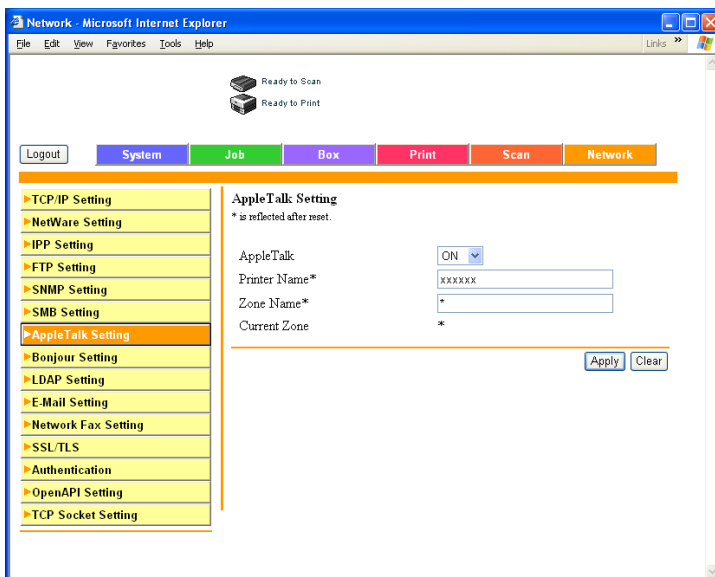 Network - Microsoft Internet Explorer
File Edit View Favorites Tools Help Links »
Ready to Scan
Ready to Print
Logout System Job Box Print Scan Network
TCP/IP Setting
NetWare Setting
IPP Setting
FTP Setting
SNMP Setting
SMB Setting
AppleTalk Setting
Bonjour Setting
LDAP Setting
E-Mail Setting
Network Fax Setting
SSL/TLS
Authentication
OpenAPI Setting
TCP Socket Setting
AppleTalk Setting
* is reflected after reset.
AppleTalk ON
Printer Name* xxxxxx
Zone Name* *
Current Zone *
Apply Clear